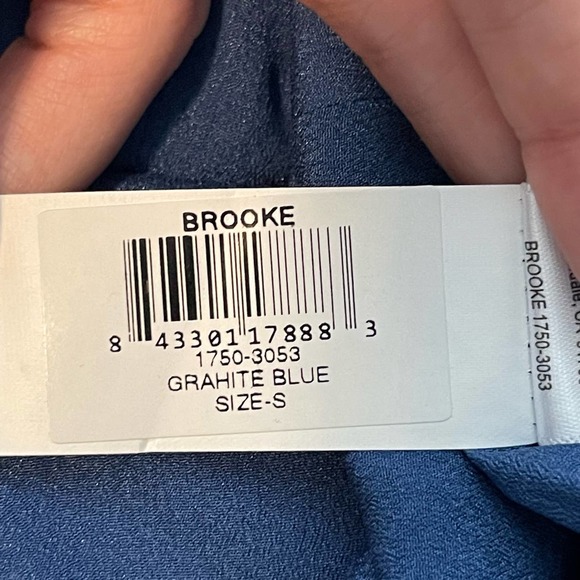 BROOKE
8 43301 17888 3
1750-3053
GRAHITE BLUE
SIZE-S
BROOKE 1750-3053